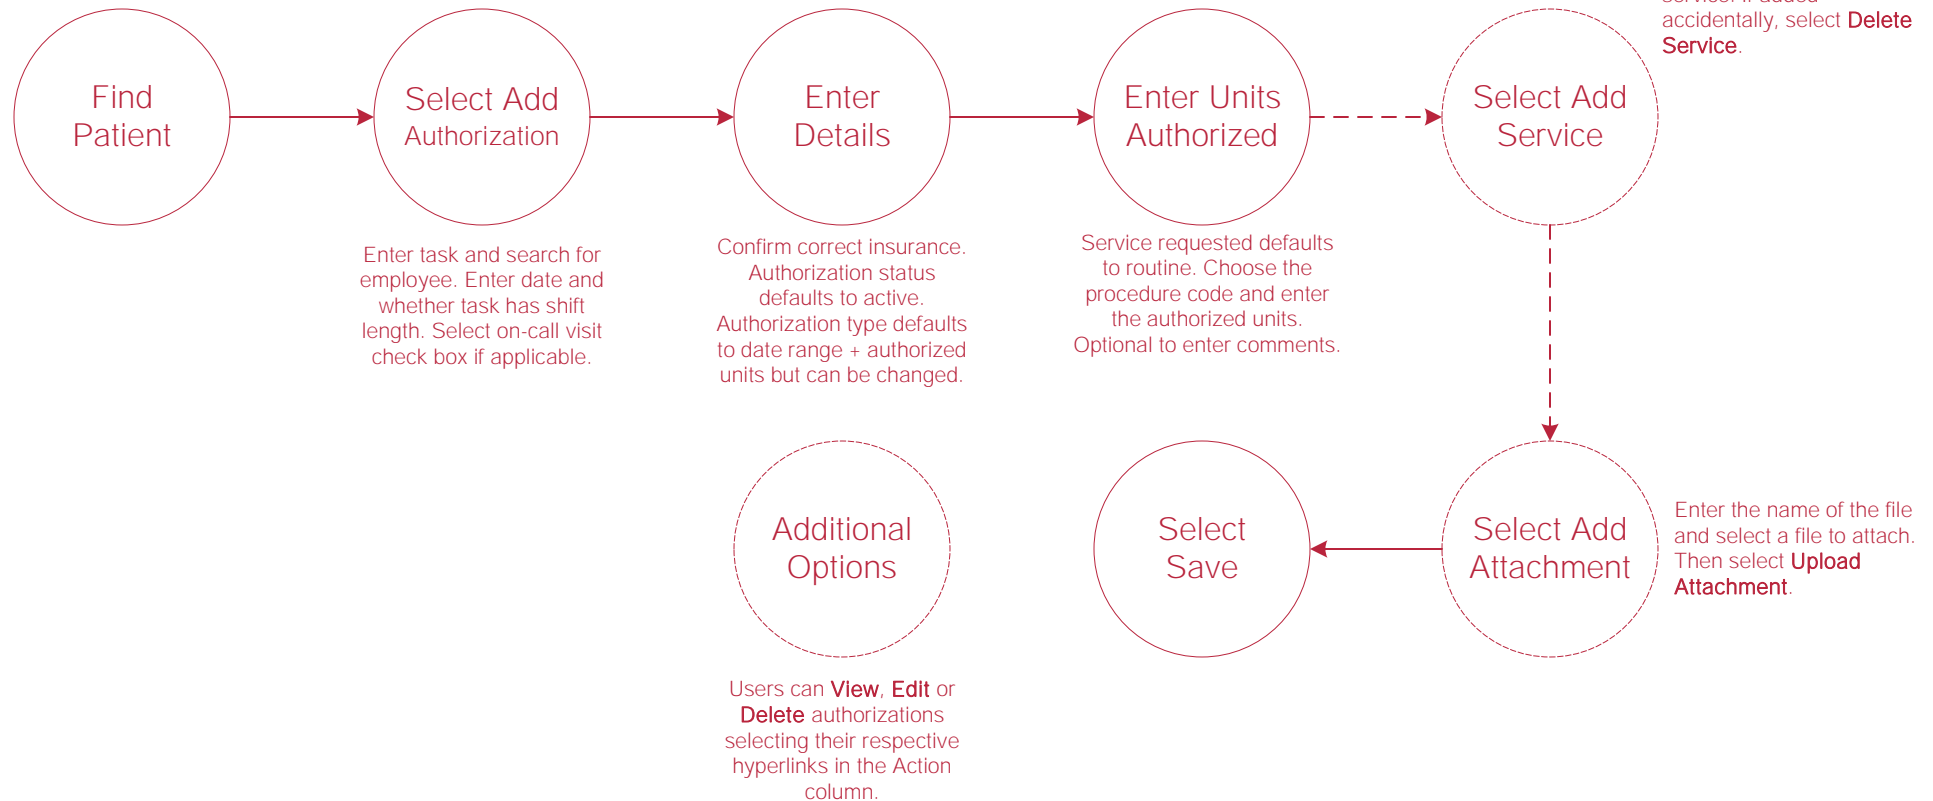 accidentally, select Delete
Service.
Find
Patient
Select Add
Authorization
Enter
Details
Enter Units
Authorized
Select Add
Service
Enter task and search for
employee. Enter date and
whether task has shift
length. Select on-call visit
check box if applicable.
Confirm correct insurance.
Authorization status
defaults to active.
Authorization type defaults
to date range + authorized
units but can be changed.
Service requested defaults
to routine. Choose the
procedure code and enter
the authorized units.
Optional to enter comments.
Additional
Options
Select
Save
Select Add
Attachment
Enter the name of the file
and select a file to attach.
Then select Upload
Attachment.
Users can View, Edit or
Delete authorizations
selecting their respective
hyperlinks in the Action
column.